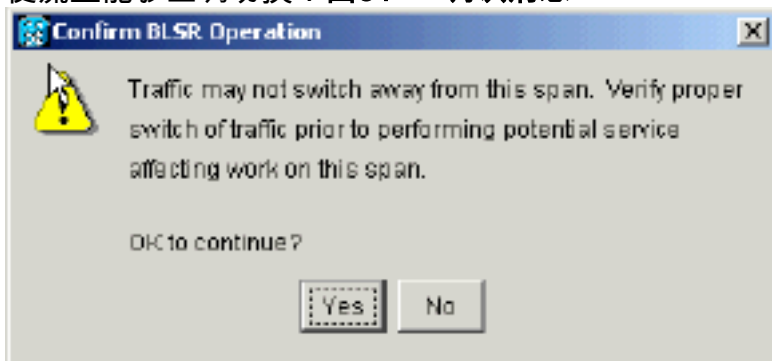 Confirm BLSR Operation
Traffic may not switch away from this span. Verify proper
switch of traffic prior to performing potential service
affecting work on this span.
OK to continue?
Yes
No